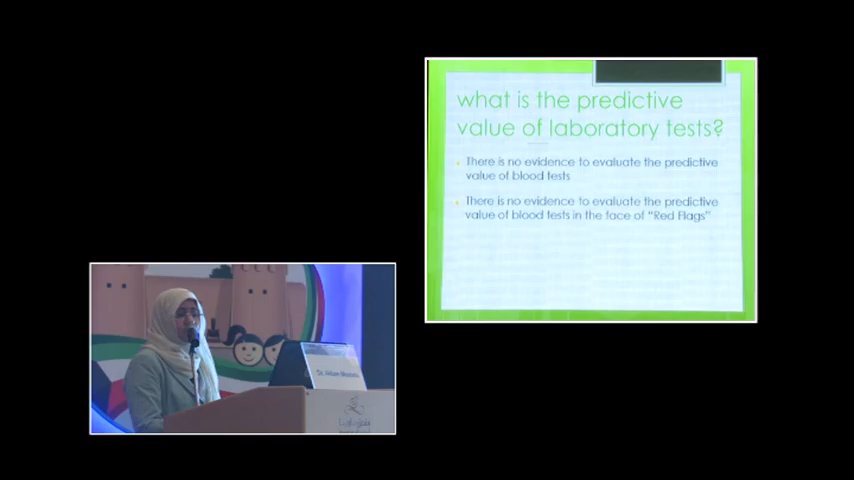 what is the predictive
value of laboratory tests?
There is no evidence to evaluate the predictive
value of blood tests
There is no evidence to evaluate the predictive
value of blood tests in the face of "Red Flags"
Dr.